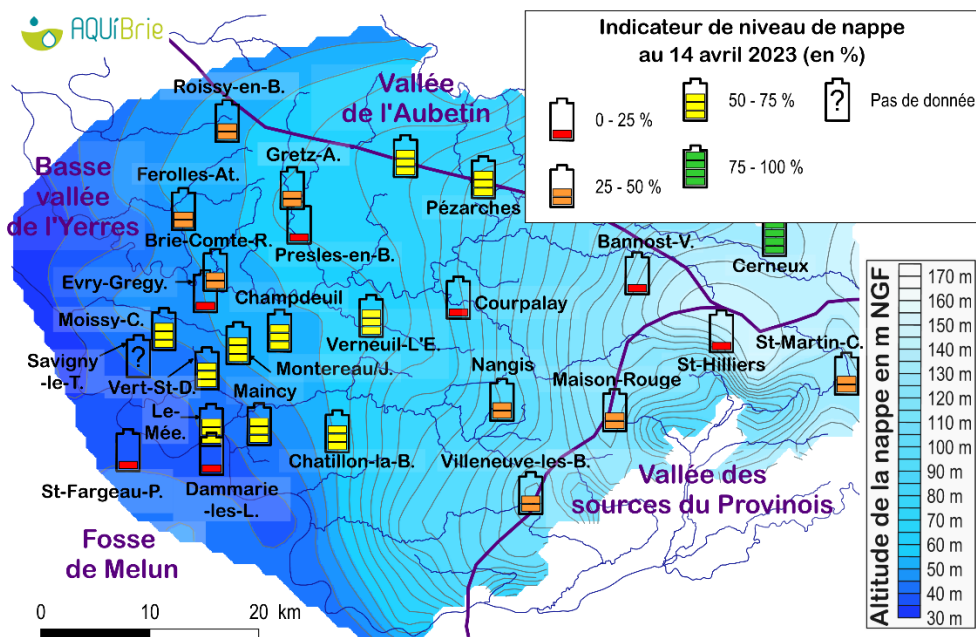 AQUIBrie
Indicateur de niveau de nappe
au 14 avril 2023 (en %)
0 - 25 %
25 - 50 %
50 - 75 %
75 - 100 %
?
Pas de donnée
Roissy-en-B.
Vallée
de l'Aubetin
Gretz-A.
Basse
vallée
de l'Yerres
Ferolles-At.
Pézarches
Brie-Comte-R.
Presles-en-B.
Bannost-V.
Cerneux
Evry-Gregy.
Champdeuil
Courpalay
Moissy-C.
Savigny
-le-T.
?
Verneuil-L'E.
Montereau/J.
St-Hilliers
St-Martin-C.
Vert-St-D.
Maincy
Nangis
Maison-Rouge
Le-
Mée.
Chatillon-la-B.
Villeneuve-les-B.
St-Fargeau-P.
Dammarie
-les-L.
Vallée des
sources du Provinois
Fosse
de Melun
0 10 20 km
Altitude de la nappe en m NGF
170 m
160 m
140 m
130 m
120 m
110 m
100 m
90 m
80 m
70 m
60 m
50 m
40 m
30 m